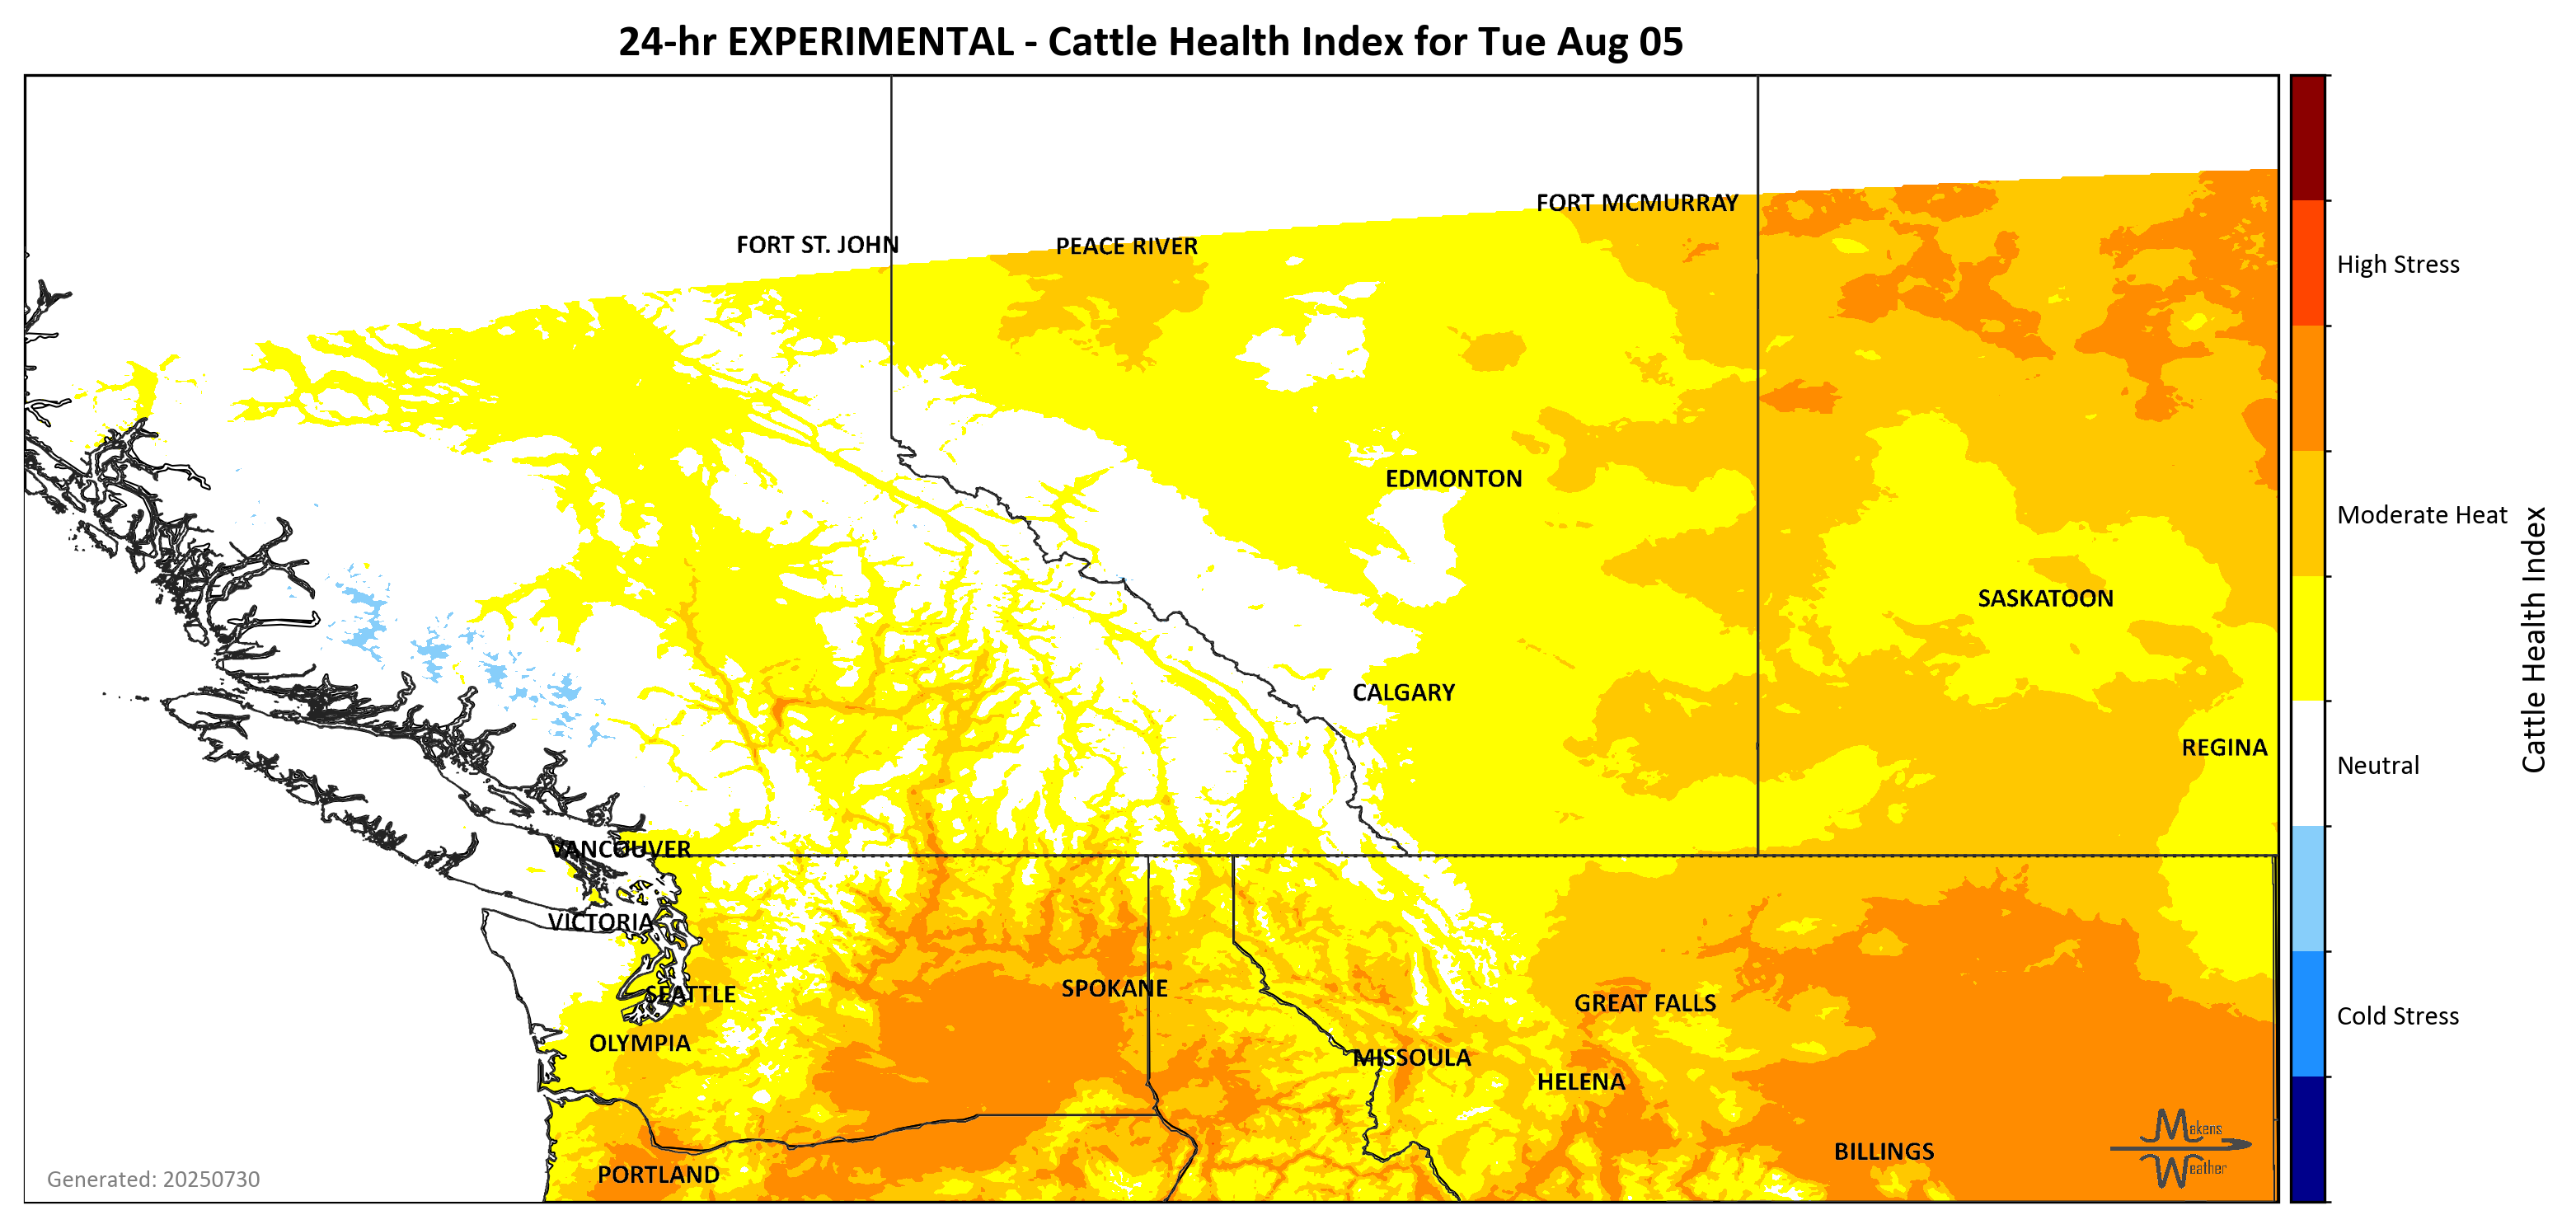 24-hr EXPERIMENTAL - Cattle Health Index for Tue Aug 05
FORT MCMURRAY
FORT ST. JOHN
PEACE RIVER
High Stress
EDMONTON
Moderate Heat
SASKATOON
Cattle Health Index
CALGARY
REGINA
Neutral
VANCOUVER
VICTORIA
SPOKANE
SEATTLE
GREAT FALLS
Cold Stress
OLYMPIA
MISSOULA
HELENA
Makens
Weather
BILLINGS
PORTLAND
Generated: 20250730